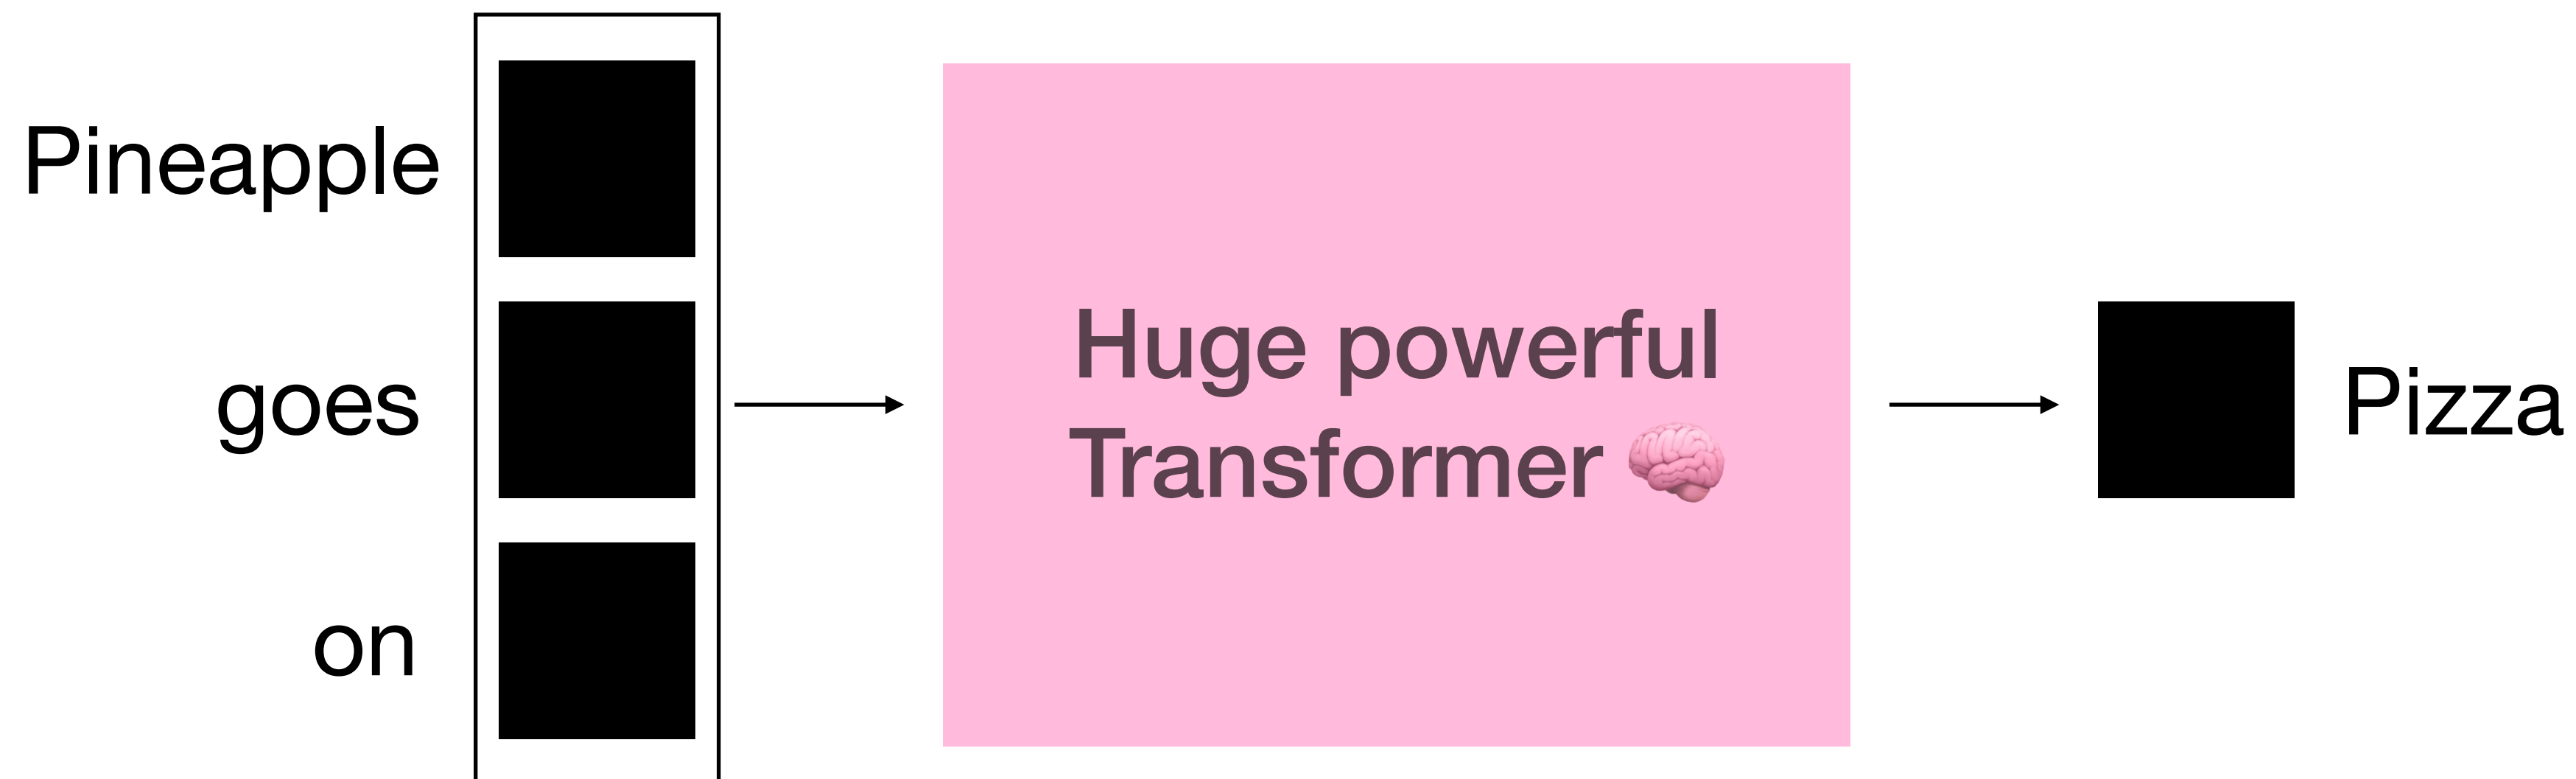 Pineapple
goes
on
Huge powerful
Transformer 🧠
Pizza